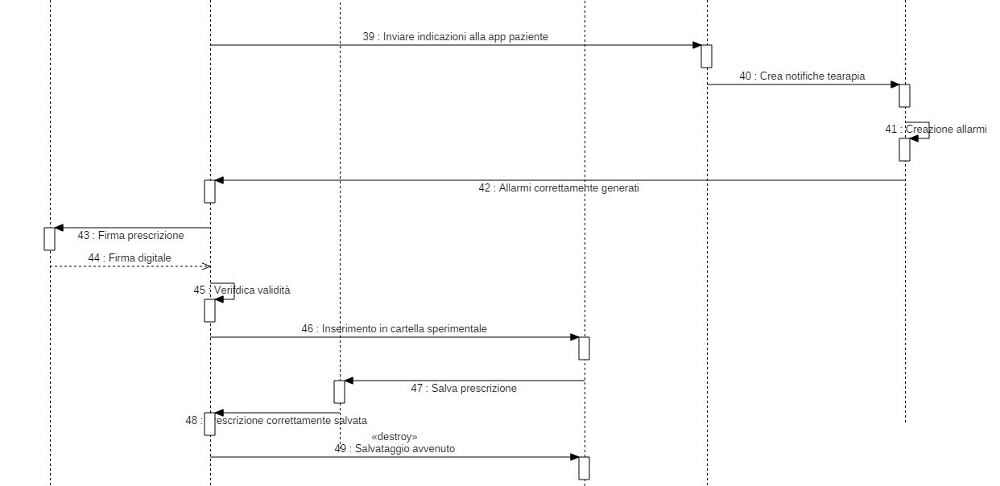 39 : Inviare indicazioni alla app paziente
40 : Crea notifiche tearapia
41 : Creazione allarmi
42 : Allarmi correttamente generati
43 : Firma prescrizione
44 : Firma digitale
45 : Verifdica validità
46 : Inserimento in cartella sperimentale
47 : Salva prescrizione
48 : Prescrizione correttamente salvata
«destroy»
49 : Salvataggio avvenuto